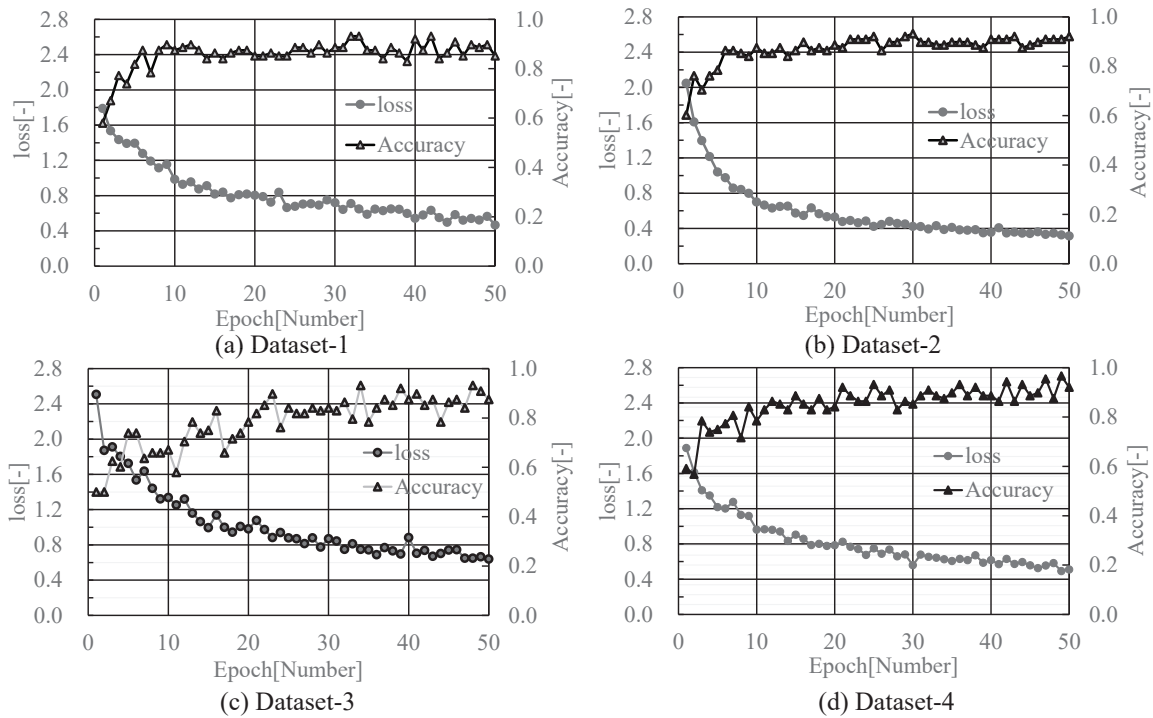 2.8
2.4
2.0
1.6
1.2
0.8
0.4
0.0
loss[-]
1.0
0.8
0.6
0.4
0.2
0.0
Accuracy[-]
loss
Accuracy
0 10 20 30 40 50
Epoch[Number]
(a) Dataset-1
2.8
2.4
2.0
1.6
1.2
0.8
0.4
0.0
loss[-]
1.0
0.8
0.6
0.4
0.2
0.0
Accuracy[-]
loss
Accuracy
0 10 20 30 40 50
Epoch[Number]
(b) Dataset-2
2.8
2.4
2.0
1.6
1.2
0.8
0.4
0.0
loss[-]
1.0
0.8
0.6
0.4
0.2
0.0
Accuracy[-]
loss
Accuracy
0 10 20 30 40 50
Epoch[Number]
(c) Dataset-3
2.8
2.4
2.0
1.6
1.2
0.8
0.4
0.0
loss[-]
1.0
0.8
0.6
0.4
0.2
0.0
Accuracy[-]
loss
Accuracy
0 10 20 30 40 50
Epoch[Number]
(d) Dataset-4